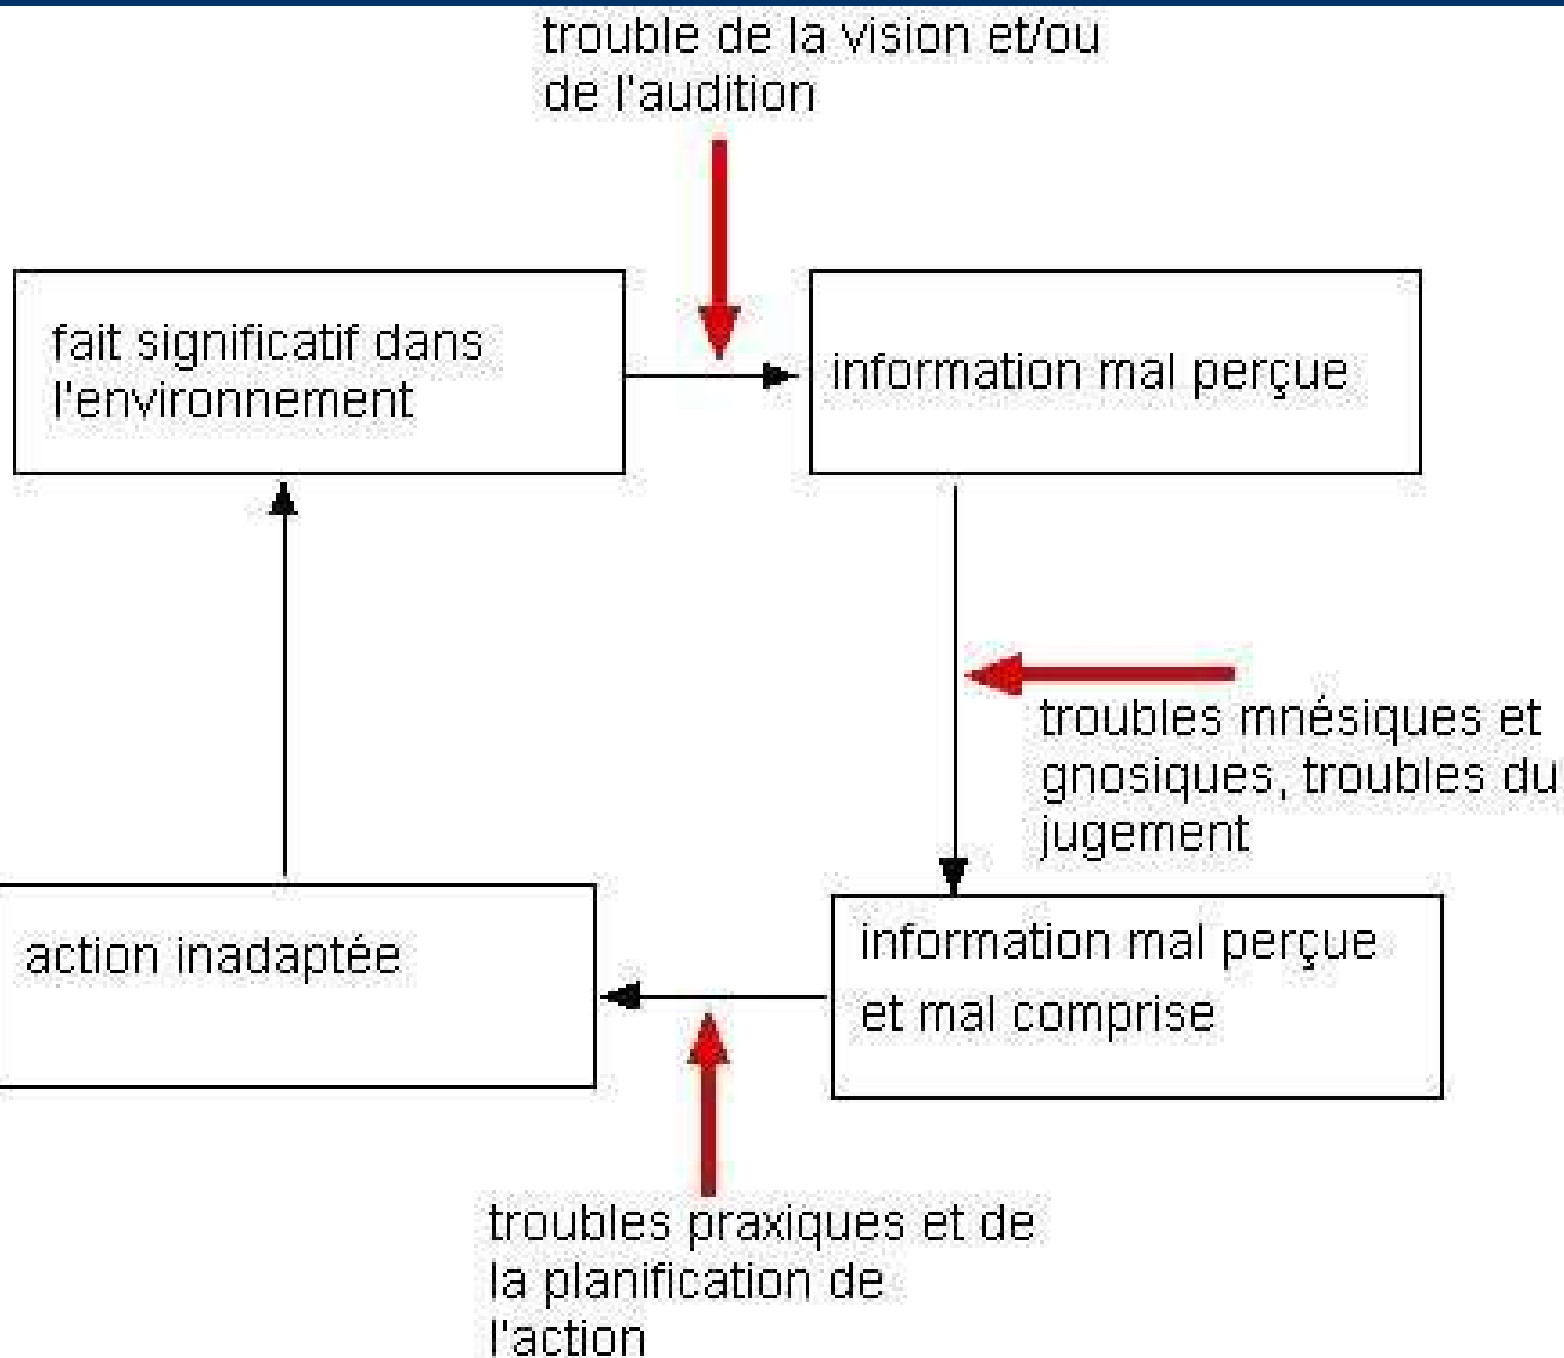 trouble de la vision et/ou
de l'audition
fait significatif dans
l'environnement
information mal perçue
troubles mnésiques et
gnosiques, troubles du
jugement
information mal perçue
et mal comprise
action inadaptée
troubles praxiques et de
la planification de
l'action